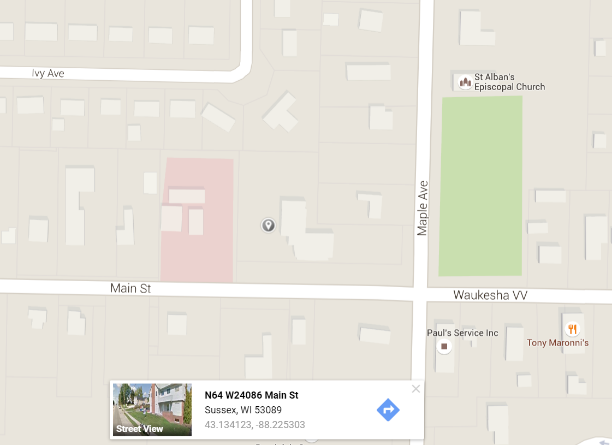 Ivy Ave
St Alban's
Episcopal Church
Maple Ave
Main St
Waukesha VV
Paul's Service Inc
Tony Maronni's
N64 W24086 Main St
Sussex, WI 53089
43.134123, -88.225303
Street View